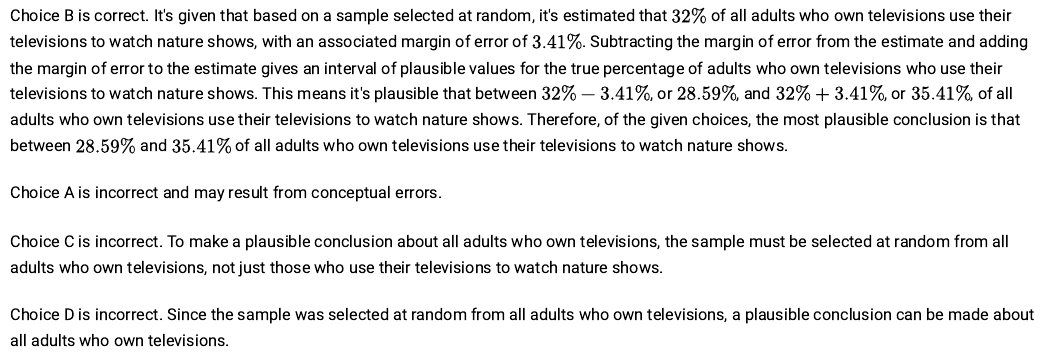 Choice B is correct. It's given that based on a sample selected at random, it's estimated that 32% of all adults who own televisions use their
televisions to watch nature shows, with an associated margin of error of 3.41%. Subtracting the margin of error from the estimate and adding
the margin of error to the estimate gives an interval of plausible values for the true percentage of adults who own televisions who use their
televisions to watch nature shows. This means it's plausible that between 32% − 3.41%, or 28.59%, and 32% + 3.41%, or 35.41%, of all
adults who own televisions use their televisions to watch nature shows. Therefore, of the given choices, the most plausible conclusion is that
between 28.59% and 35.41% of all adults who own televisions use their televisions to watch nature shows.
Choice A is incorrect and may result from conceptual errors.
Choice C is incorrect. To make a plausible conclusion about all adults who own televisions, the sample must be selected at random from all
adults who own televisions, not just those who use their televisions to watch nature shows.
Choice D is incorrect. Since the sample was selected at random from all adults who own televisions, a plausible conclusion can be made about
all adults who own televisions.